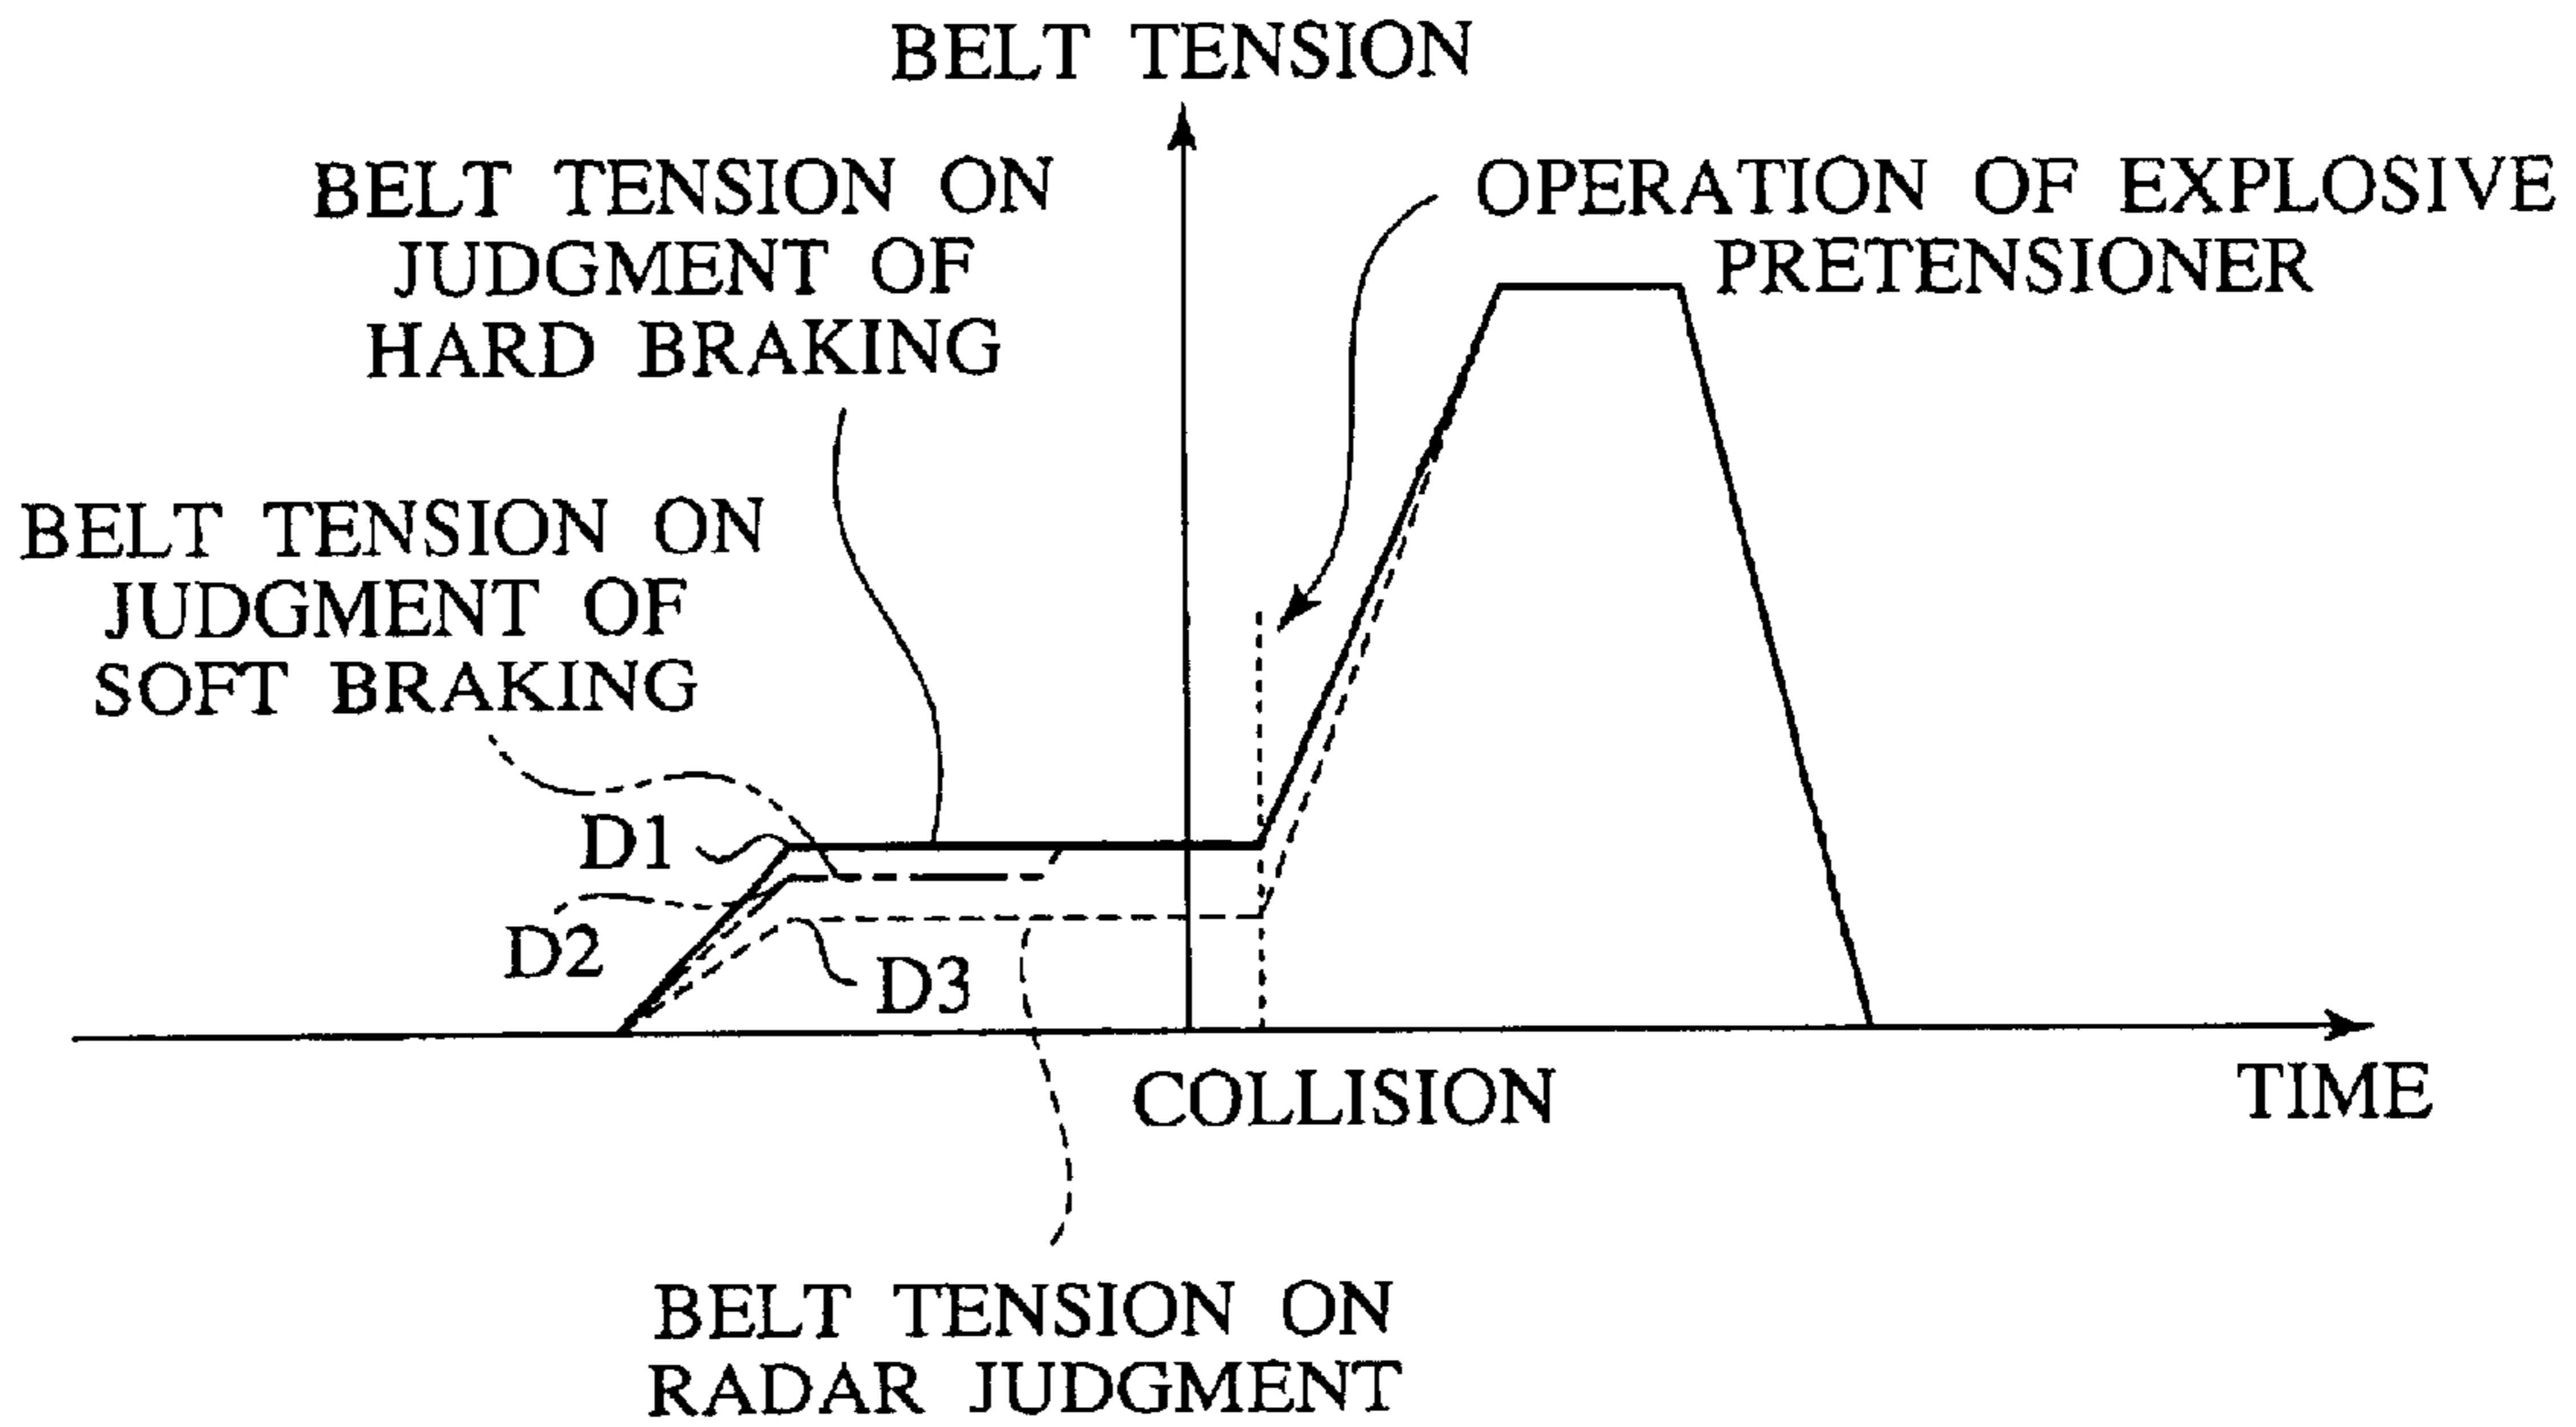 BELT TENSION
BELT TENSION ON
JUDGMENT OF
HARD BRAKING
OPERATION OF EXPLOSIVE
PRETENSIONER
BELT TENSION ON
JUDGMENT OF
SOFT BRAKING
D1
D2
D3
COLLISION
TIME
BELT TENSION ON
RADAR JUDGMENT